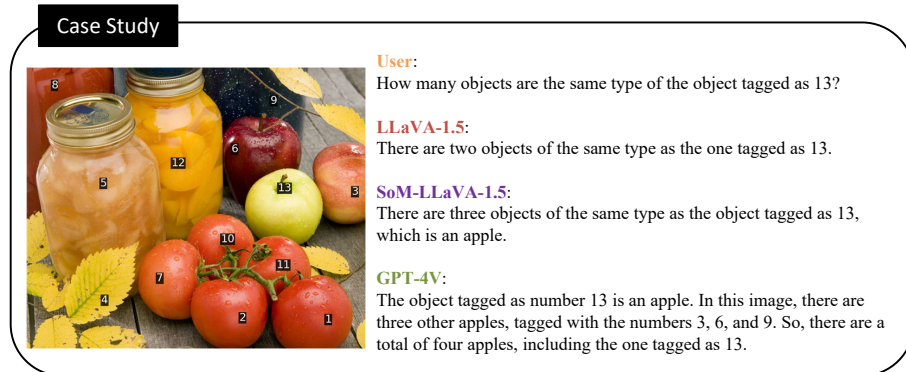 Case Study
User:
How many objects are the same type of the object tagged as 13?
LLaVA-1.5:
There are two objects of the same type as the one tagged as 13.
SoM-LLaVA-1.5:
There are three objects of the same type as the object tagged as 13,
which is an apple.
GPT-4V:
The object tagged as number 13 is an apple. In this image, there are
three other apples, tagged with the numbers 3, 6, and 9. So, there are a
total of four apples, including the one tagged as 13.
8
9
6
12
5
13
3
10
11
7
4
2
1